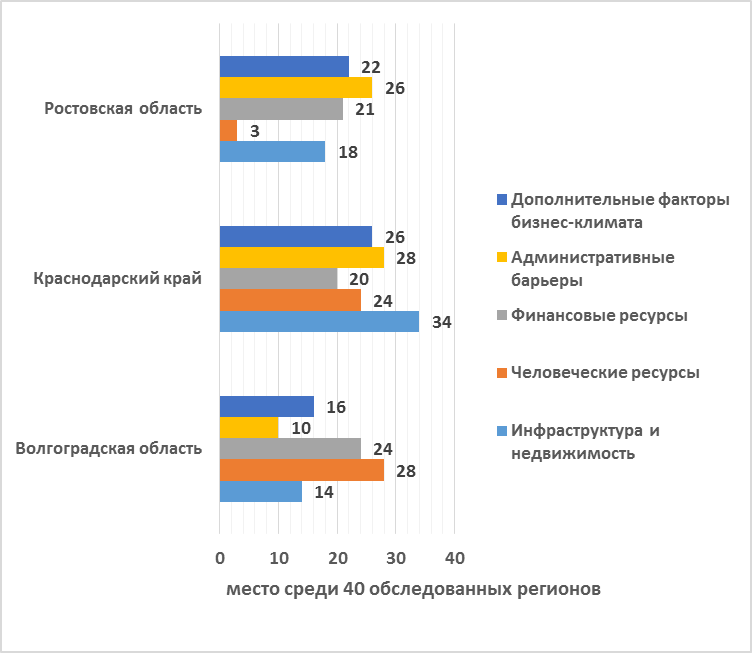 Ростовская область
22
26
21
3
18
Краснодарский край
26
28
20
24
34
Волгоградская область
16
10
24
28
14
0 10 20 30 40
место среди 40 обследованных регионов
Дополнительные факторы
бизнес-климата
Административные
барьеры
Финансовые ресурсы
Человеческие ресурсы
Инфраструктура и
недвижимость